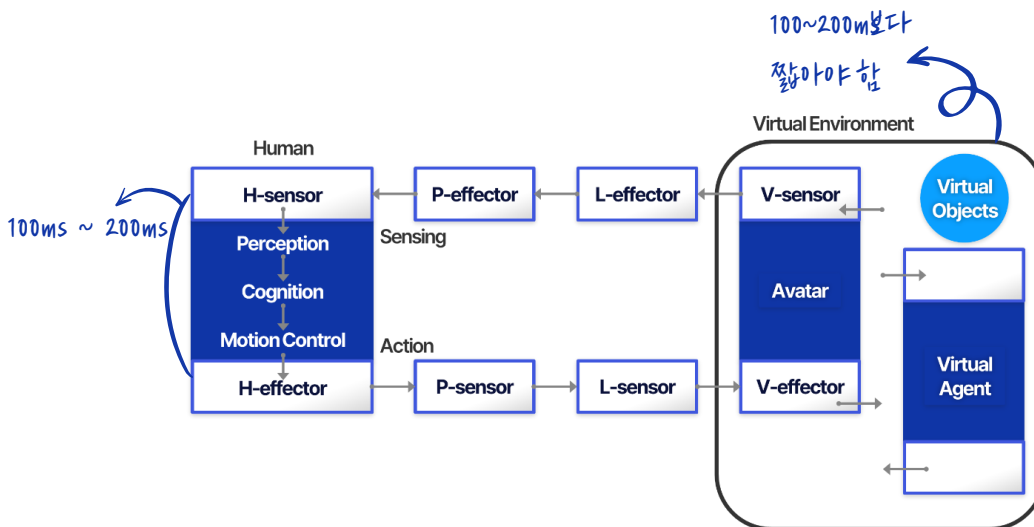 100~200m보다
짧아야 함
Virtual Environment
Human
H-sensor
P-effector
L-effector
V-sensor
Virtual
Objects
100ms ~ 200ms
Perception
Sensing
Cognition
Avatar
Motion Control
Action
H-effector
P-sensor
L-sensor
V-effector
Virtual
Agent